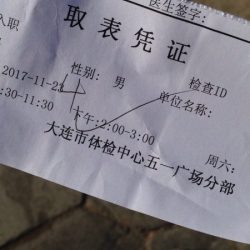 医生签字:
取表凭证
入职
性别: 男 检查ID
2017-11-2 单位名称:
:30-11:30 下午:2:00-3:00 周六:
大连市体检中心五一广场分部